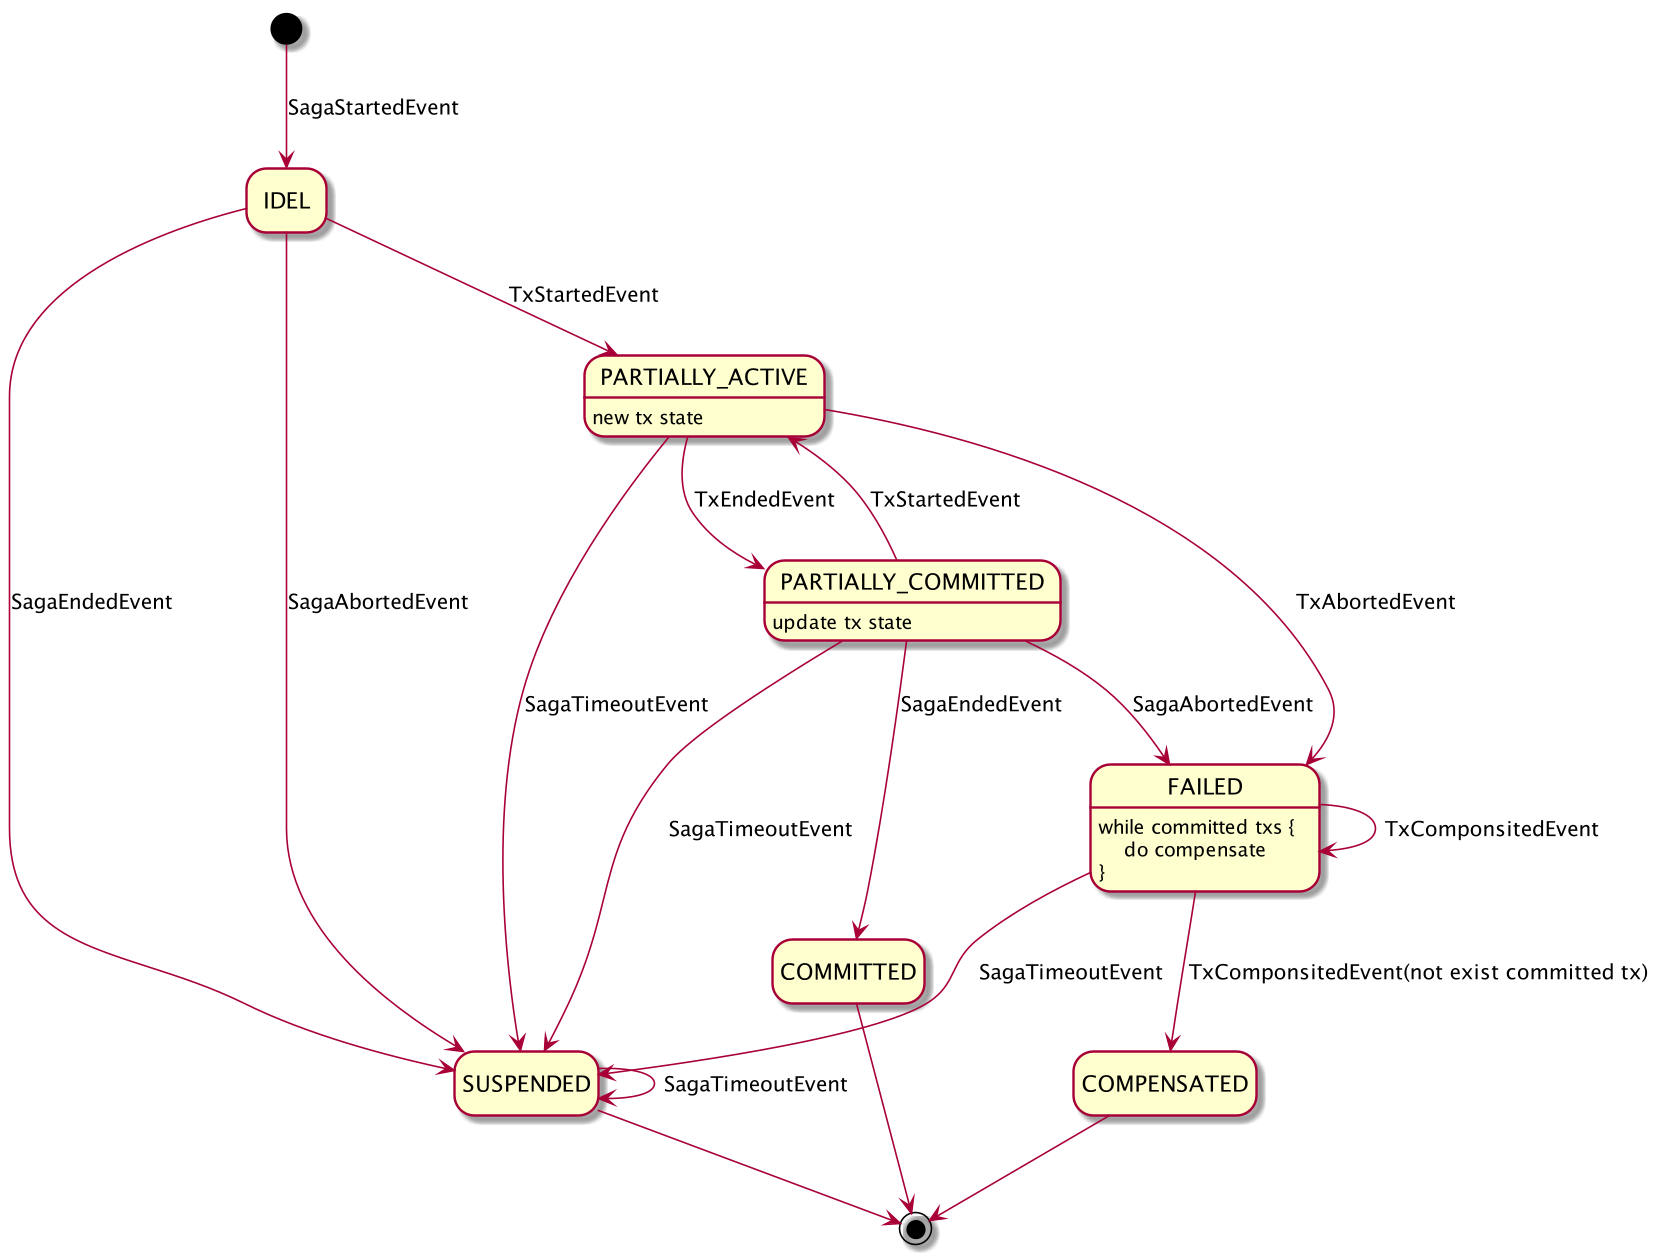 SagaStartedEvent
IDEL
TxStartedEvent
PARTIALLY_ACTIVE
new tx state
TxEndedEvent
TxStartedEvent
PARTIALLY_COMMITTED
update tx state
SagaEndedEvent
SagaAbortedEvent
TxAbortedEvent
SagaTimeoutEvent
SagaEndedEvent
SagaAbortedEvent
FAILED
while committed txs {
do compensate
}
SagaTimeoutEvent
TxComponsitedEvent
COMMITTED
SagaTimeoutEvent
TxComponsitedEvent(not exist committed tx)
SUSPENDED
SagaTimeoutEvent
COMPENSATED